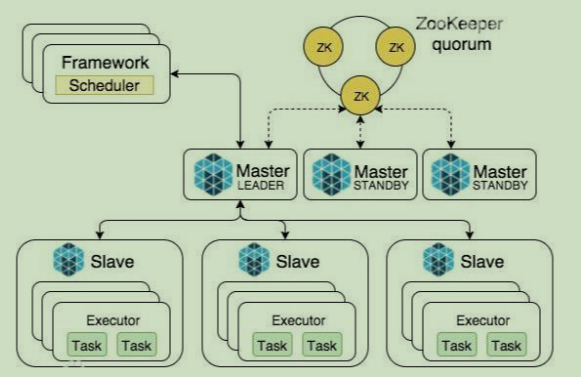 ZooKeeper
quorum
ZK
ZK
ZK
Framework
Scheduler
Master
LEADER
Master
STANDBY
Master
STANDBY
Slave
Slave
Slave
Executor
Executor
Executor
Task
Task
Task
Task
Task
Task